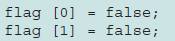 flag [0] = false;
flag [1] = false;